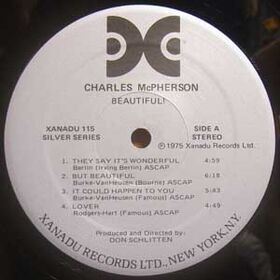 CHARLES McPHERSON
BEAUTIFUL!
XANADU 115
SILVER SERIES
SIDE A
STEREO
℗ 1975 Xanadu Records Ltd.
1. THEY SAY IT'S WONDERFUL 4:59
Berlin (Irving Berlin) ASCAP
2. BUT BEAUTIFUL 6:18
Burke-VanHeusen (Bourne) ASCAP
3. IT COULD HAPPEN TO YOU 5:43
Burke-VanHeusen (Famous) ASCAP
4. LOVER 4:49
Rodgers-Hart (Famous) ASCAP
Produced and Directed by:
DON SCHLITTEN
XANADU RECORDS LTD., NEW YORK, N.Y.